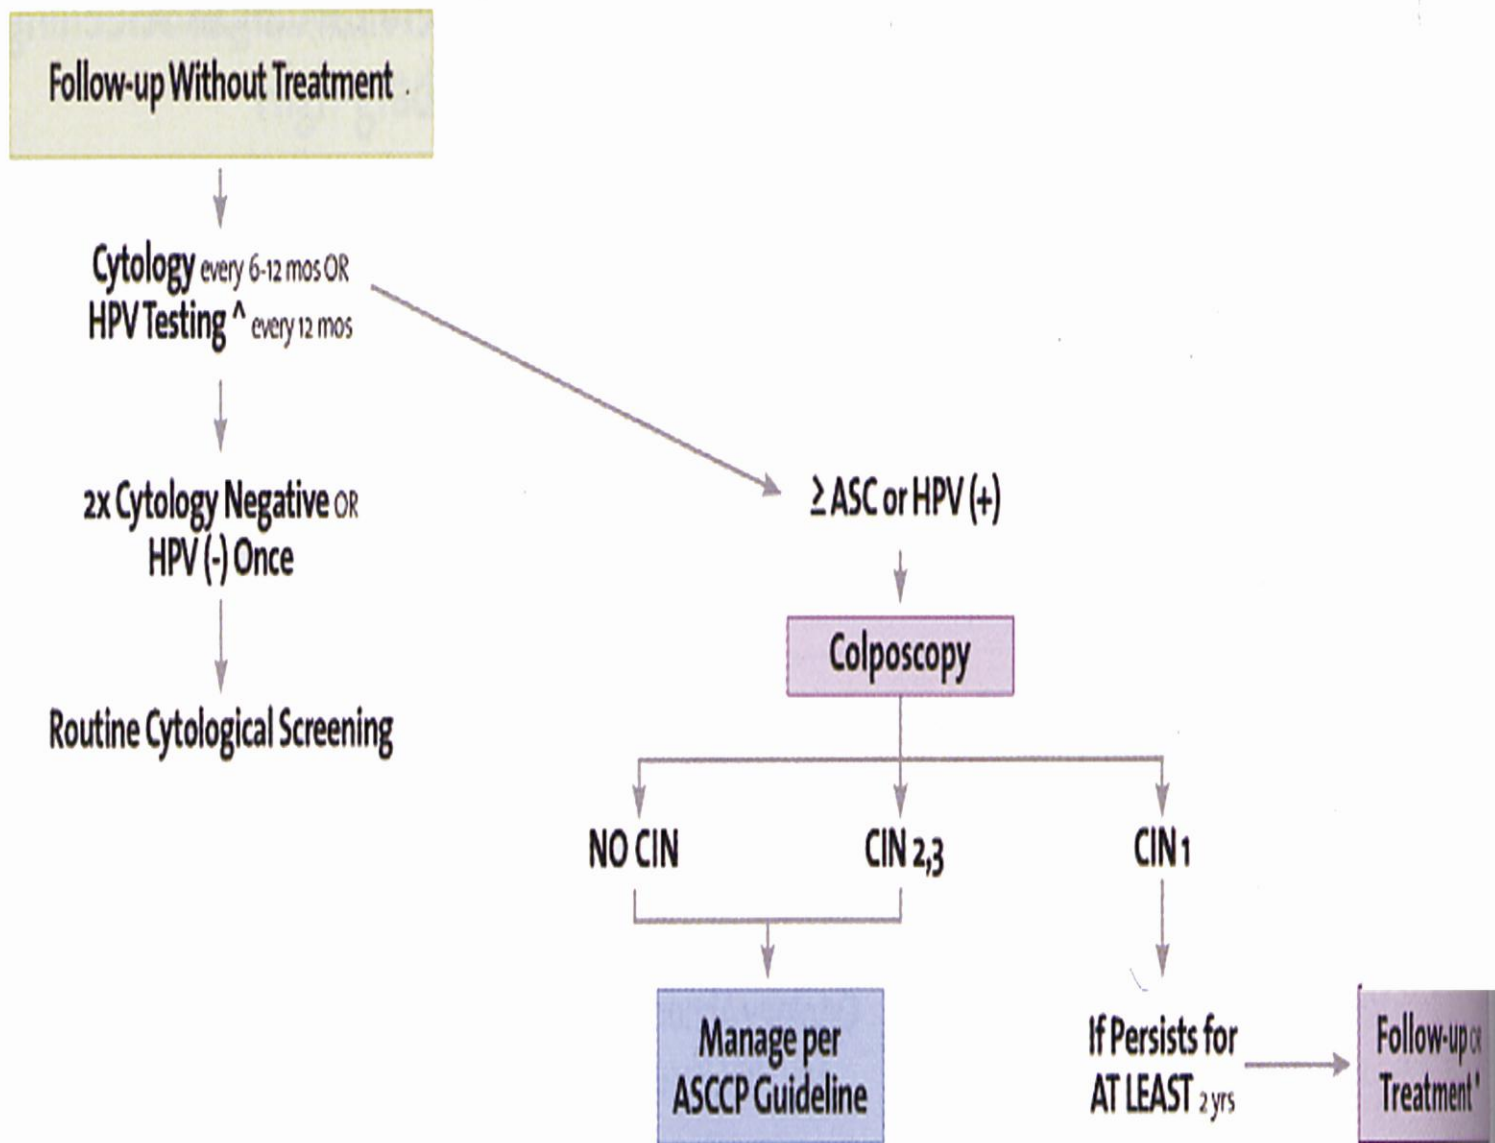 Follow-up Without Treatment
Cytology every 6-12 mos OR
HPV Testing ^ every 12 mos
2x Cytology Negative OR
HPV (-) Once
Routine Cytological Screening
≥ ASC or HPV (+)
Colposcopy
NO CIN
CIN 2,3
CIN 1
Manage per
ASCCP Guideline
If Persists for
AT LEAST 2 yrs
Follow-up OR
Treatment'